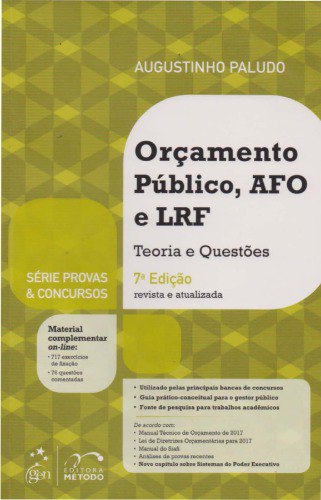 AUGUSTINHO PALUDO
Orçamento
Público, AFO
e LRF
Teoria e Questões
7ª Edição
revista e atualizada
SÉRIE PROVAS
& CONCURSOS
Material
complementar
on-line:
• 717 exercícios
de fixação
• 76 questões
comentadas
• Utilizado pelas principais bancas de concursos
• Guia prático-conceitual para o gestor público
• Fonte de pesquisa para trabalhos acadêmicos
De acordo com:
• Manual Técnico de Orçamento de 2017
• Lei de Diretrizes Orçamentárias para 2017
• Manual do Siafi
• Análises de provas recentes
• Novo capítulo sobre Sistemas do Poder Executivo
gen
EDITORA
MÉTODO